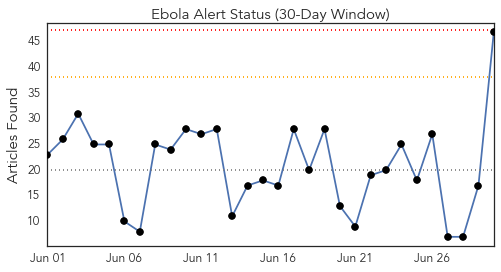 Ebola Alert Status (30-Day Window)
Articles Found
45
40
35
30
25
20
15
10
Jun 01
Jun 06
Jun 11
Jun 16
Jun 21
Jun 26